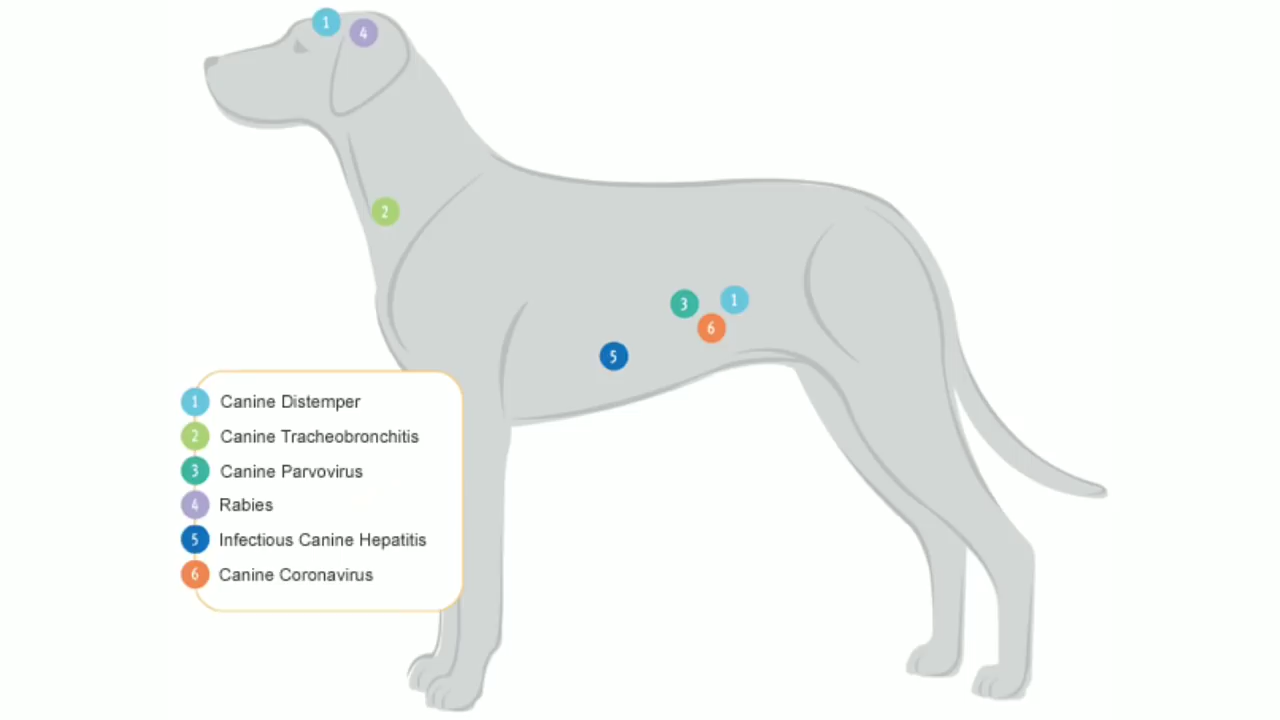 1
4
2
3
1
6
5
1 Canine Distemper
2 Canine Tracheobronchitis
3 Canine Parvovirus
4 Rabies
5 Infectious Canine Hepatitis
6 Canine Coronavirus